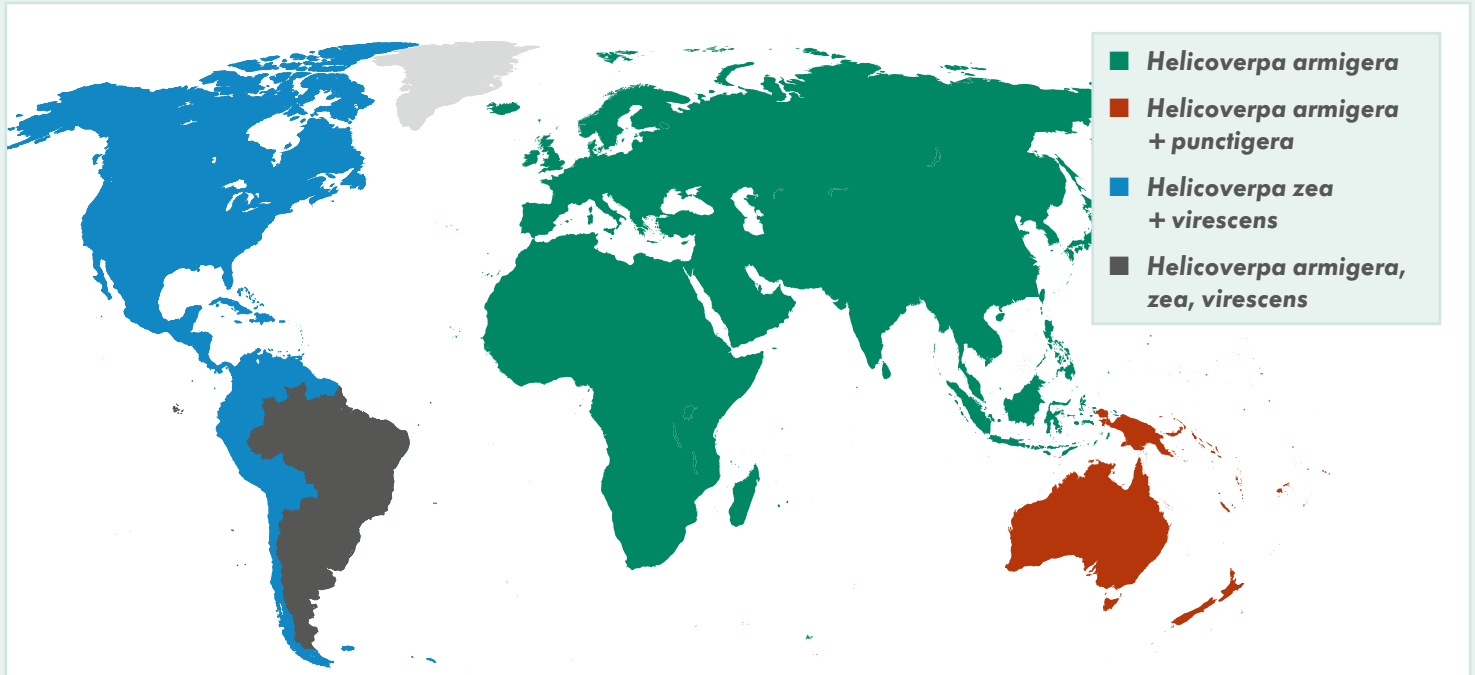 Helicoverpa armigera
Helicoverpa armigera
+ punctigera
Helicoverpa zea
+ virescens
Helicoverpa armigera,
zea, virescens